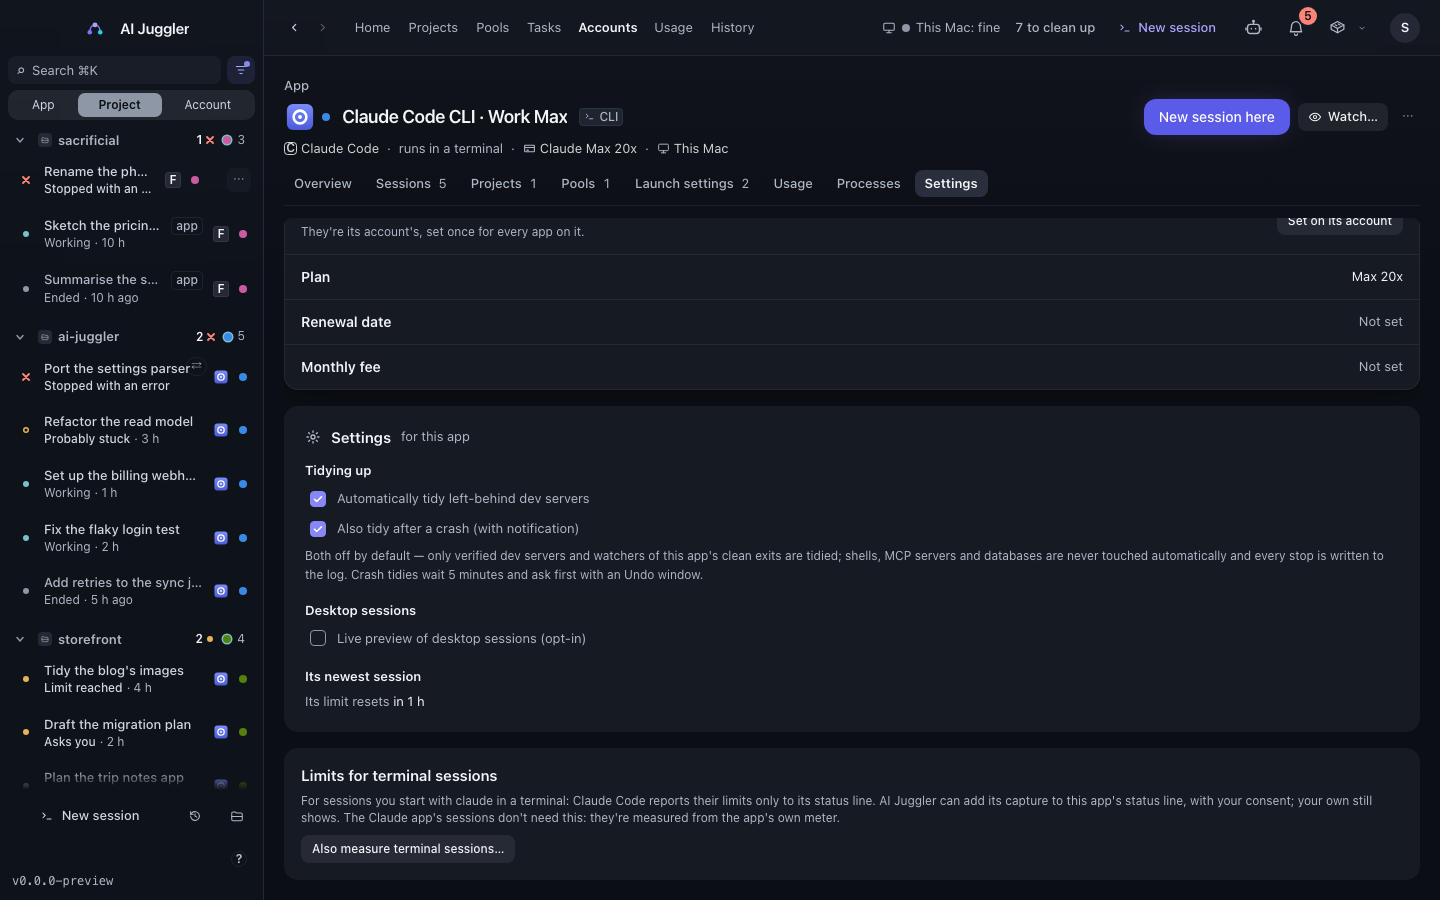 AI Juggler
Search ⌘K
App Project Account
sacrificial 1 3
Rename the ph...
Stopped with an ... F
Sketch the pricin... app
Working · 10 h F
Summarise the s... app
Ended · 10 h ago F
ai-juggler 2 5
Port the settings parser
Stopped with an error
Refactor the read model
Probably stuck · 3 h
Set up the billing webh...
Working · 1 h
Fix the flaky login test
Working · 2 h
Add retries to the sync j...
Ended · 5 h ago
storefront 2 4
Tidy the blog's images
Limit reached · 4 h
Draft the migration plan
Asks you · 2 h
Plan the trip notes app
New session
?
v0.0.0-preview
Home Projects Pools Tasks Accounts Usage History
This Mac: fine 7 to clean up New session 5 S
App
Claude Code CLI · Work Max CLI
New session here Watch... ...
C Claude Code · runs in a terminal · Claude Max 20x · This Mac
Overview Sessions 5 Projects 1 Pools 1 Launch settings 2 Usage Processes Settings
Set on its account
They're its account's, set once for every app on it.
Plan Max 20x
Renewal date Not set
Monthly fee Not set
Settings for this app
Tidying up
Automatically tidy left-behind dev servers
Also tidy after a crash (with notification)
Both off by default — only verified dev servers and watchers of this app's clean exits are tidied; shells, MCP servers and databases are never touched automatically and every stop is written to
the log. Crash tidies wait 5 minutes and ask first with an Undo window.
Desktop sessions
Live preview of desktop sessions (opt-in)
Its newest session
Its limit resets in 1 h
Limits for terminal sessions
For sessions you start with claude in a terminal: Claude Code reports their limits only to its status line. AI Juggler can add its capture to this app's status line, with your consent; your own still
shows. The Claude app's sessions don't need this: they're measured from the app's own meter.
Also measure terminal sessions...